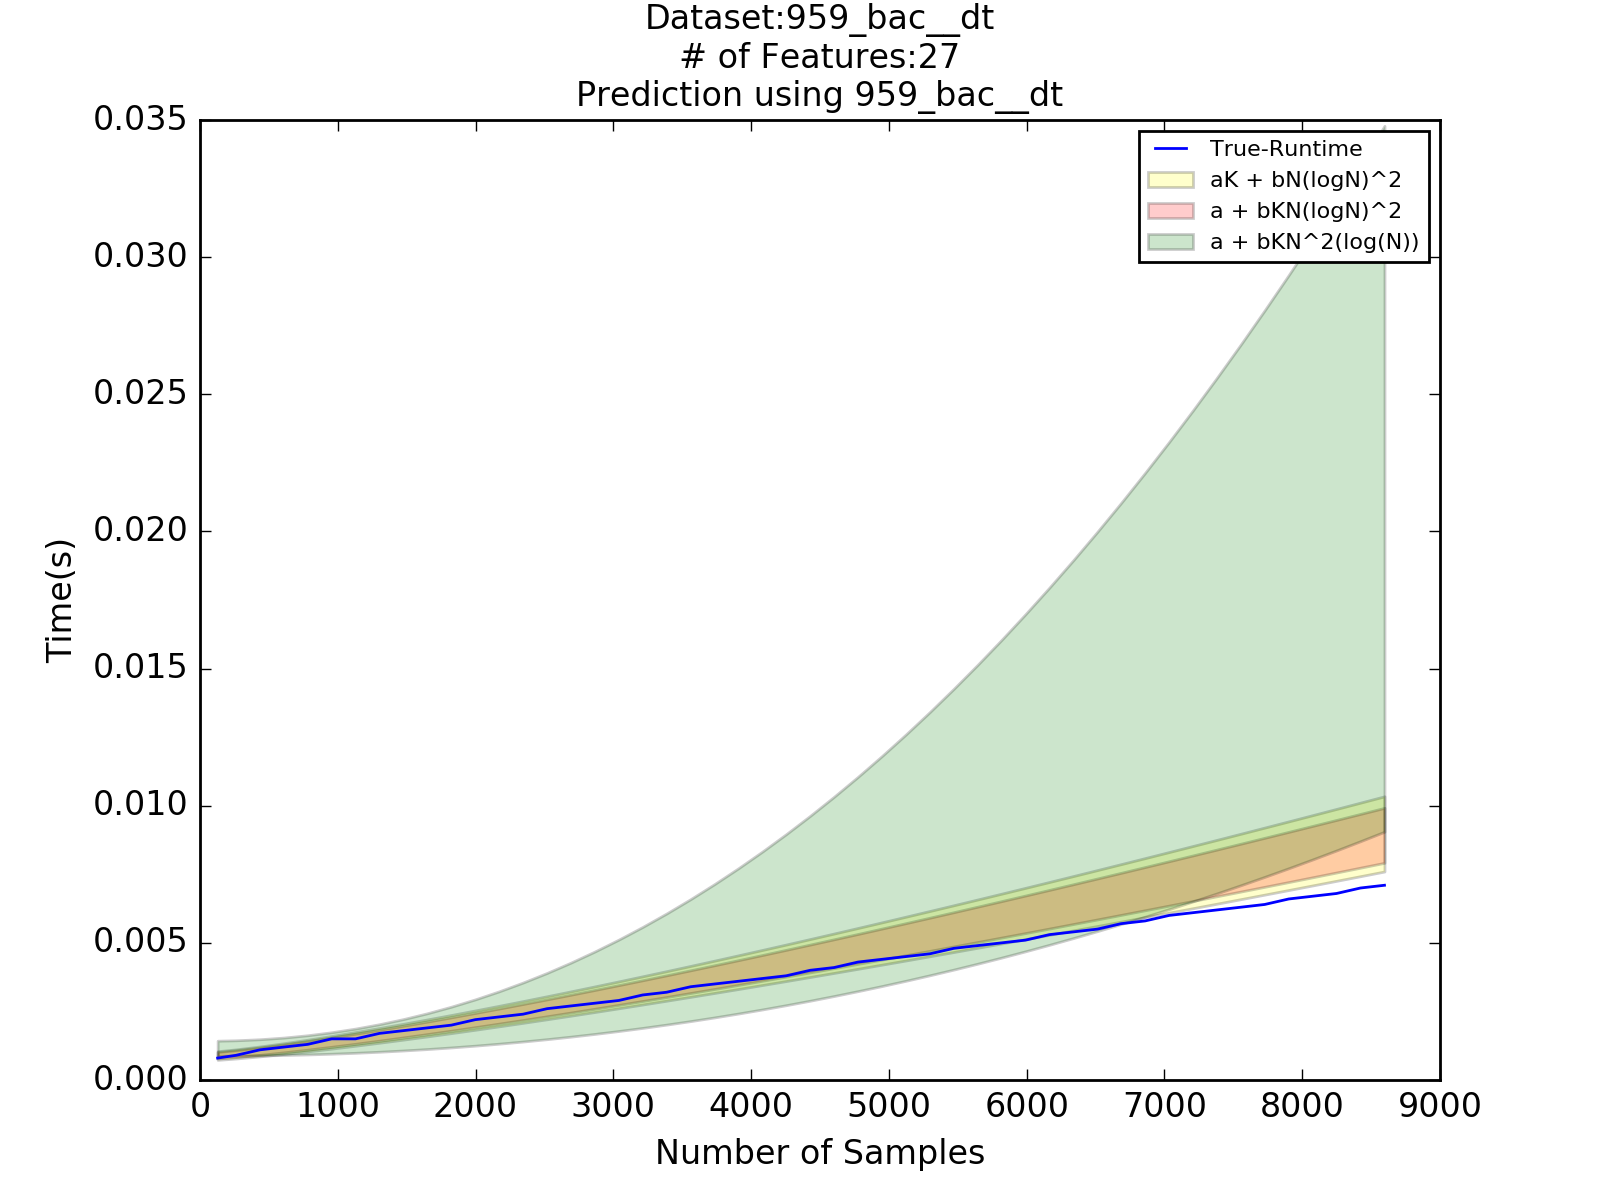 Dataset:959_bac__dt
# of Features:27
Prediction using 959_bac__dt
0.035
0.030
0.025
0.020
0.015
0.010
0.005
0.000
Time(s)
True-Runtime
aK + bN(logN)^2
a + bKN(logN)^2
a + bKN^2(log(N))
0 1000 2000 3000 4000 5000 6000 7000 8000 9000
Number of Samples